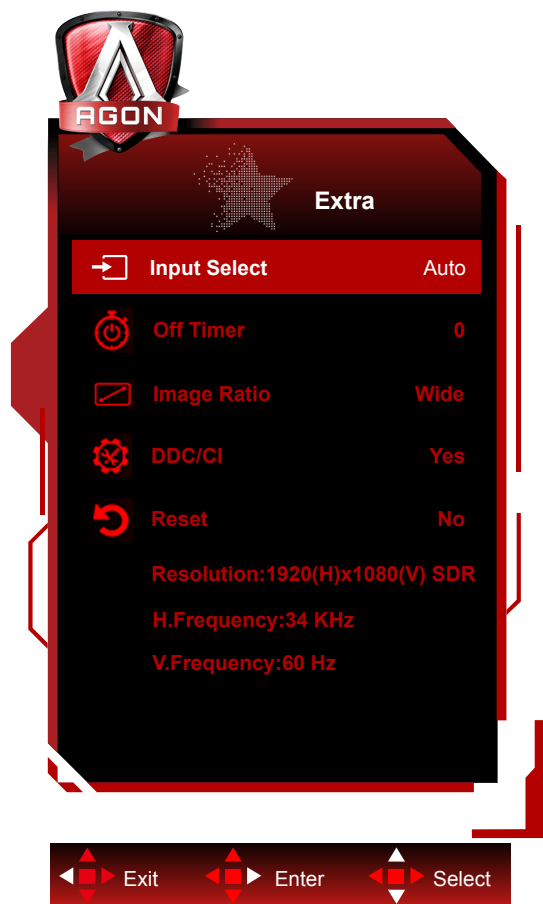 AGON
Extra
Input Select Auto
Off Timer 0
Image Ratio Wide
DDC/CI Yes
Reset No
Resolution:1920(H)x1080(V) SDR
H.Frequency:34 KHz
V.Frequency:60 Hz
Exit Enter Select